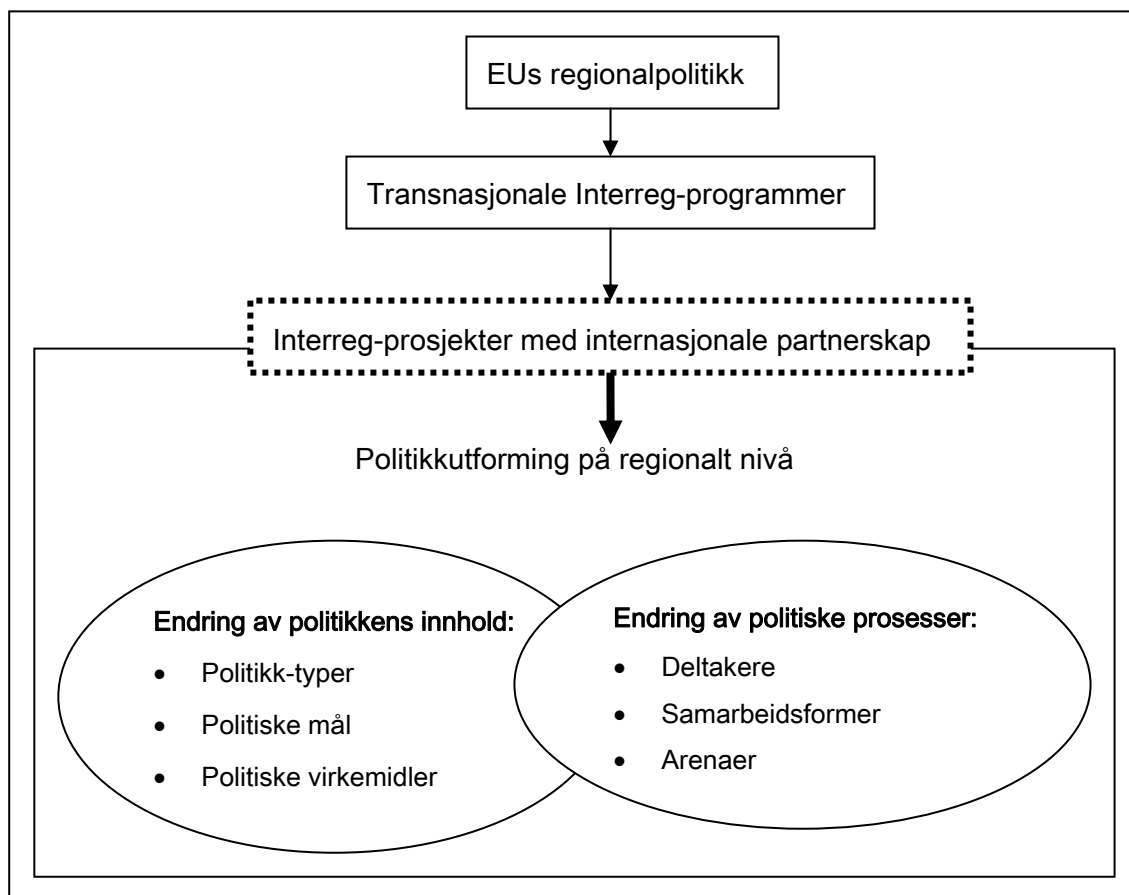 EUs regionalpolitikk
Transnasjonale Interreg-programmer
Interreg-prosjekter med internasjonale partnerskap
Politikkutforming på regionalt nivå
Endring av politikkens innhold:
• Politikk-typer
• Politiske mål
• Politiske virkemidler
Endring av politiske prosesser:
• Deltakere
• Samarbeidsformer
• Arenaer